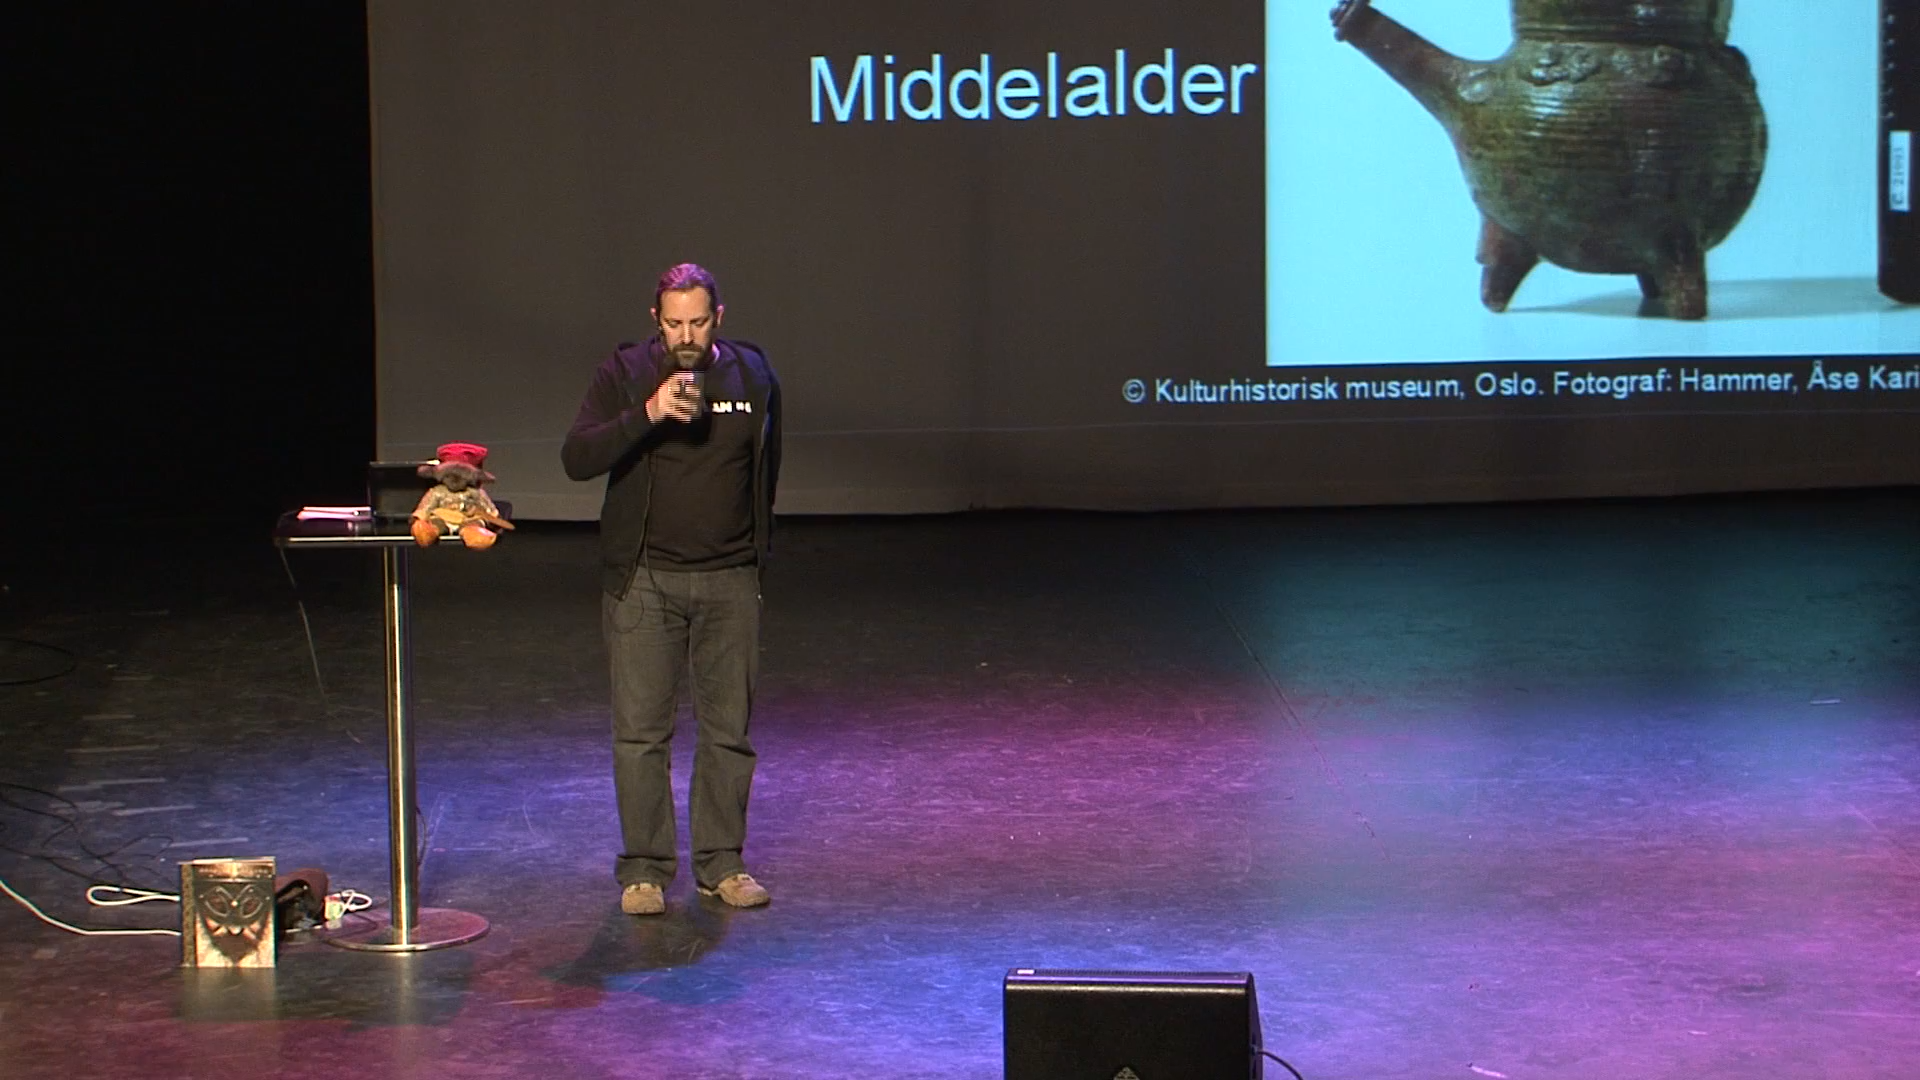 Middelalder
© Kulturhistorisk museum, Oslo. Fotograf: Hammer, Åse Kari